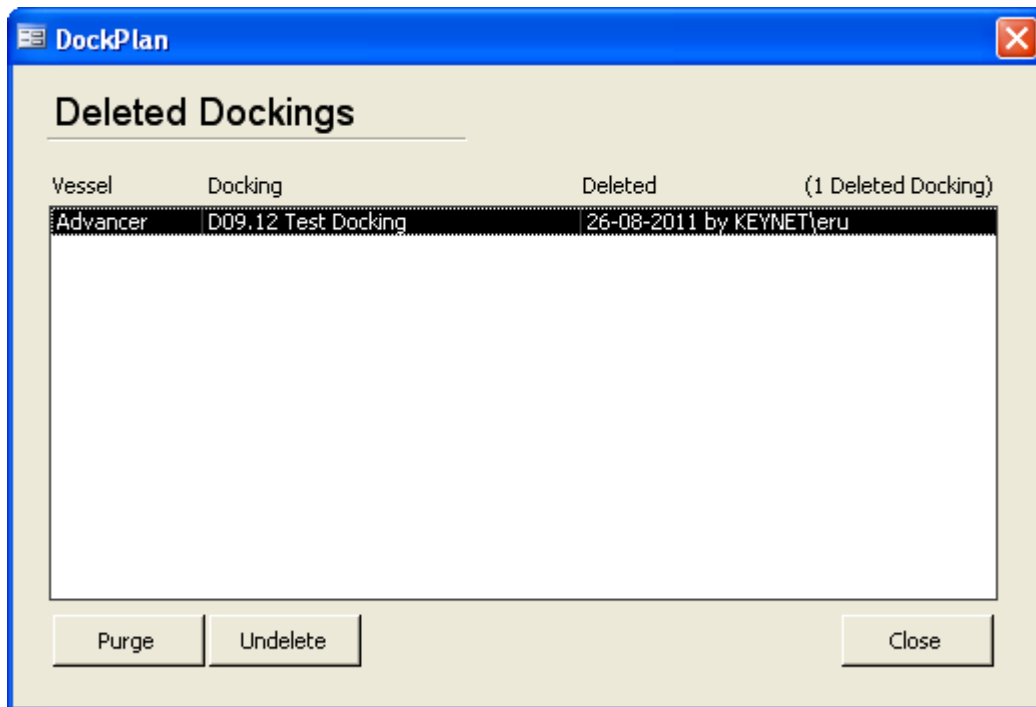 DockPlan
Deleted Dockings
Vessel Docking Deleted (1 Deleted Docking)
Advancer D09.12 Test Docking 26-08-2011 by KEYNET\eru
Purge Undelete Close